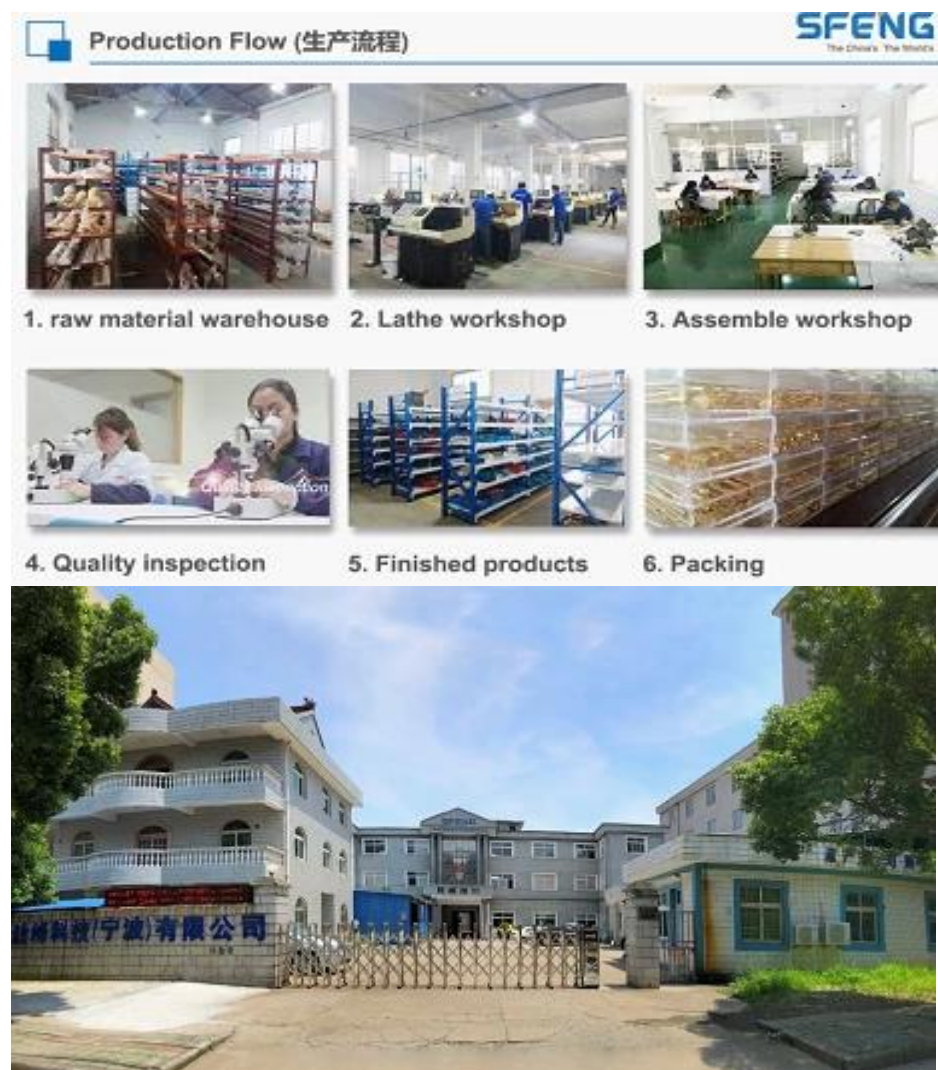 Production Flow (生产流程)
SFENG
The China's The World's
1. raw material warehouse
2. Lathe workshop
3. Assemble workshop
4. Quality inspection
5. Finished products
6. Packing
科技(宁波)有限公司